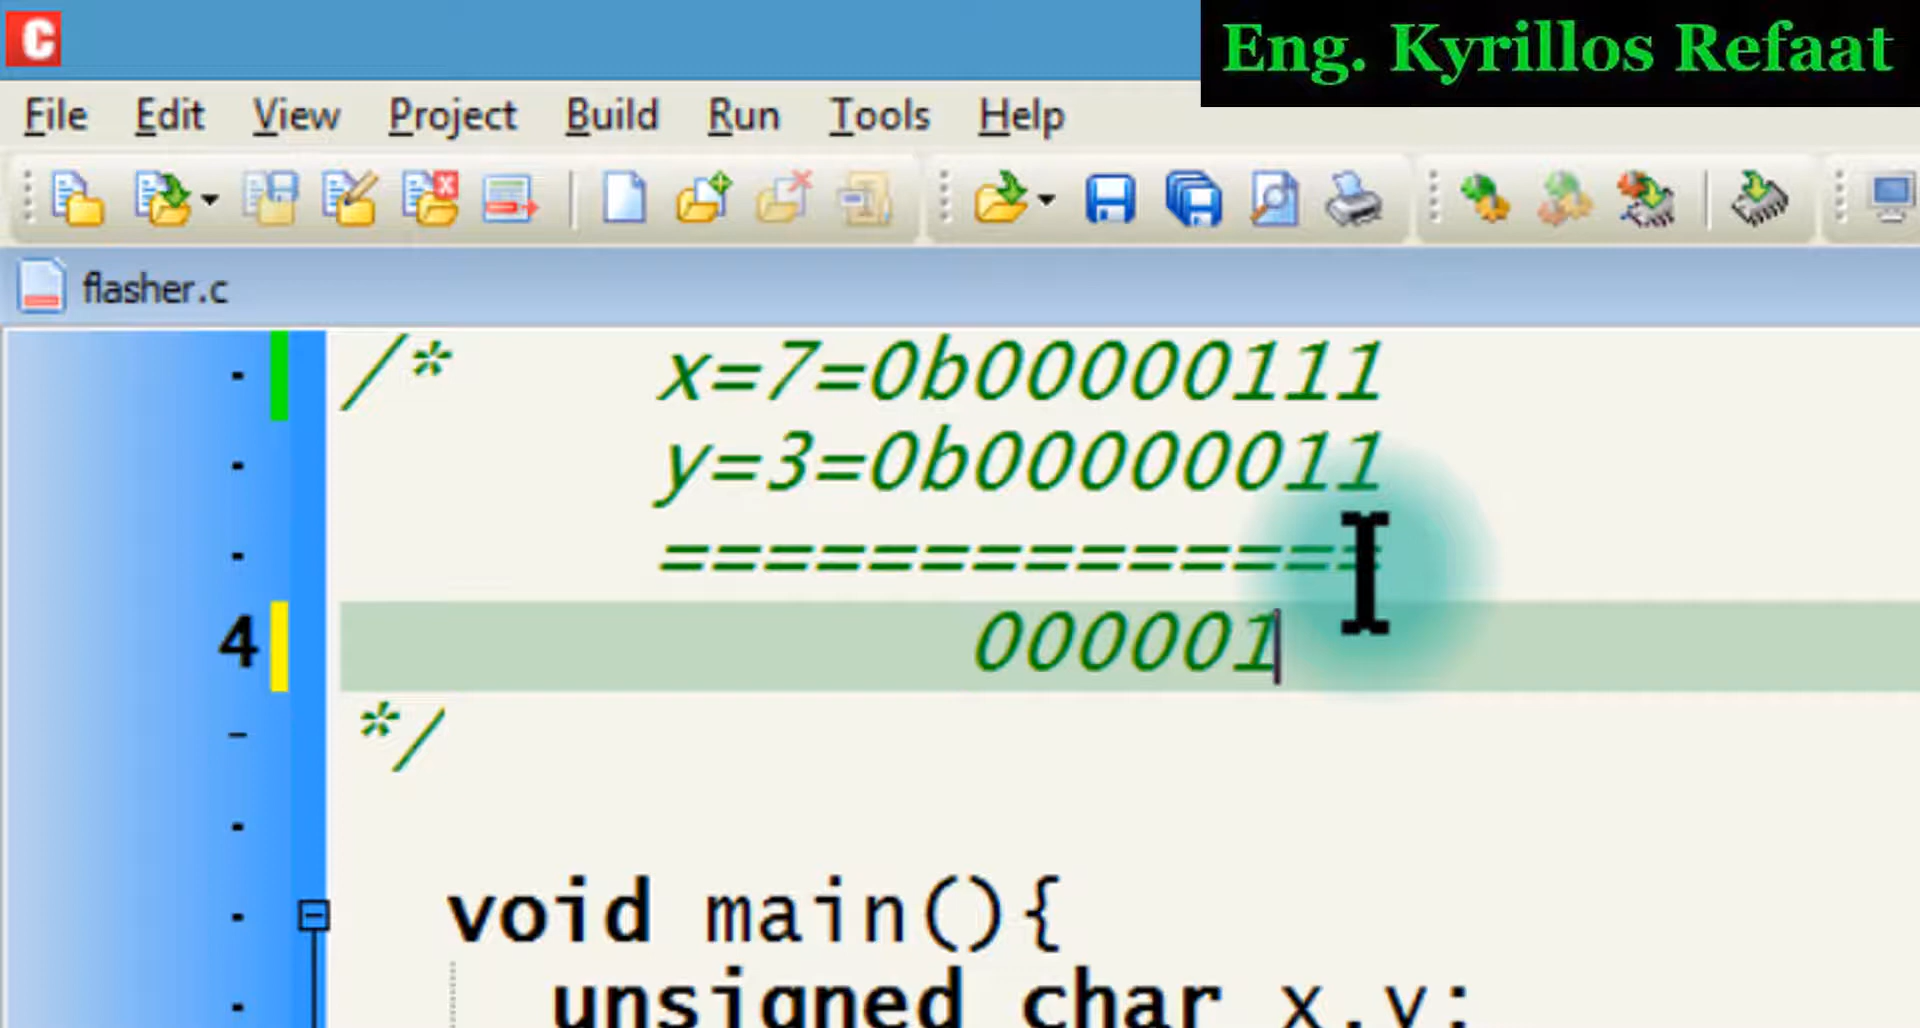 C
Eng. Kyrillos Refaat
File Edit View Project Build Run Tools Help
flasher.c
/* x=7=0b00000111
y=3=0b00000011
==============
4 000001
*/
void main(){
unsigned char x,y;